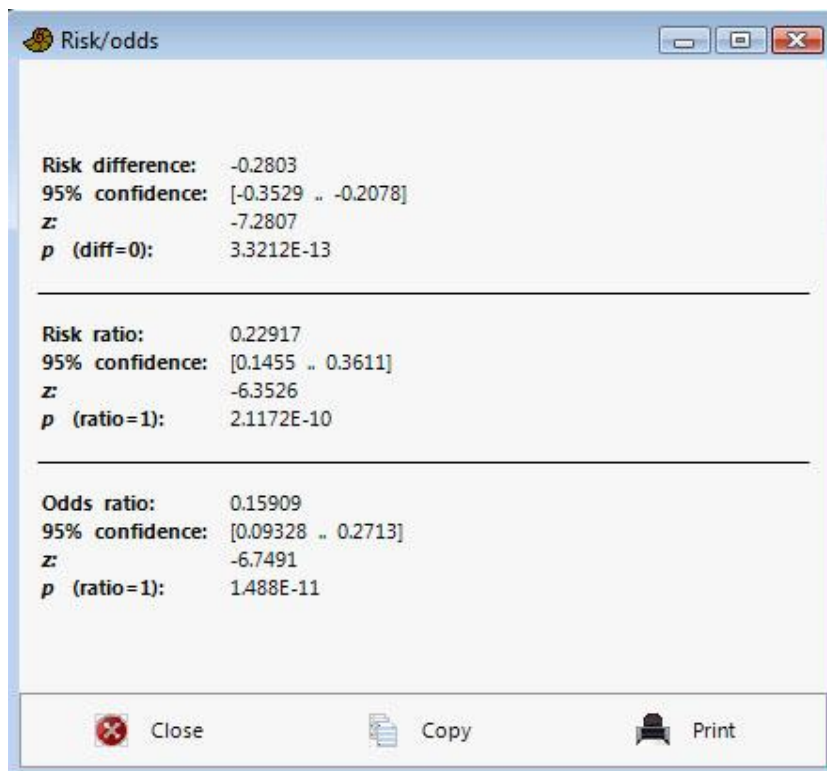 Risk/odds
Risk difference: -0.2803
95% confidence: [-0.3529 .. -0.2078]
z: -7.2807
p (diff=0): 3.3212E-13
Risk ratio: 0.22917
95% confidence: [0.1455 .. 0.3611]
z: -6.3526
p (ratio=1): 2.1172E-10
Odds ratio: 0.15909
95% confidence: [0.09328 .. 0.2713]
z: -6.7491
p (ratio=1): 1.488E-11
Close Copy Print